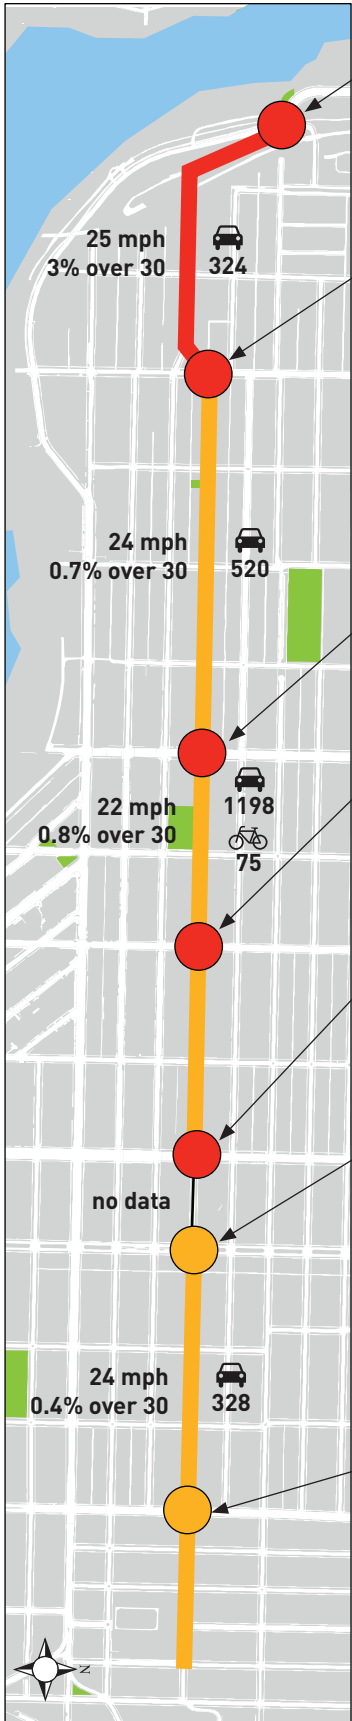 25 mph
3% over 30
324
24 mph
0.7% over 30
520
22 mph
0.8% over 30
1198
75
no data
24 mph
0.4% over 30
328
N